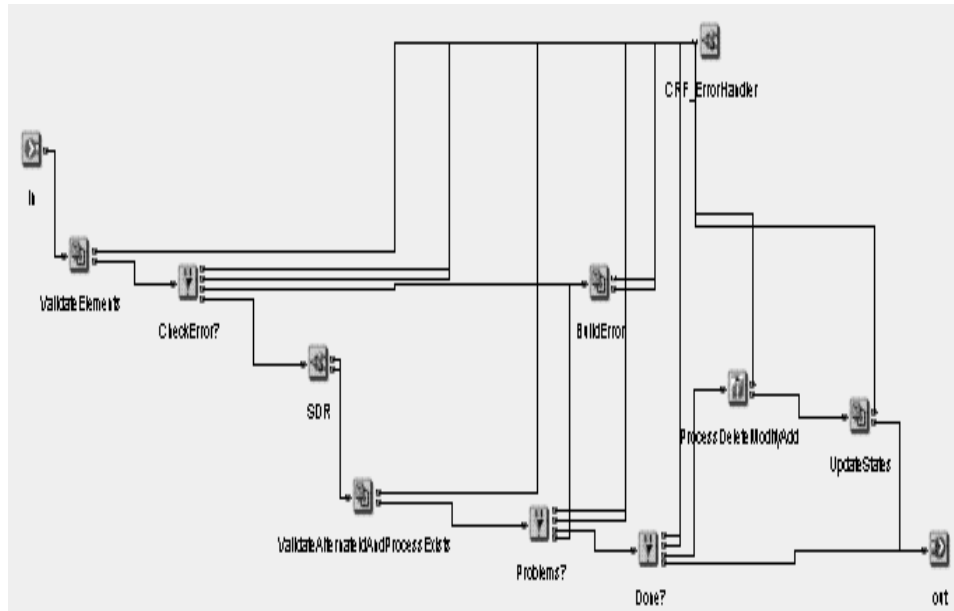 CRF_ErrorHandler
In
ValidateElements
CheckError?
BuildError
SDR
ProcessDeleteModifyAdd
UpdateStates
ValidateAlternateIdAndProcessExists
Problems?
Done?
out